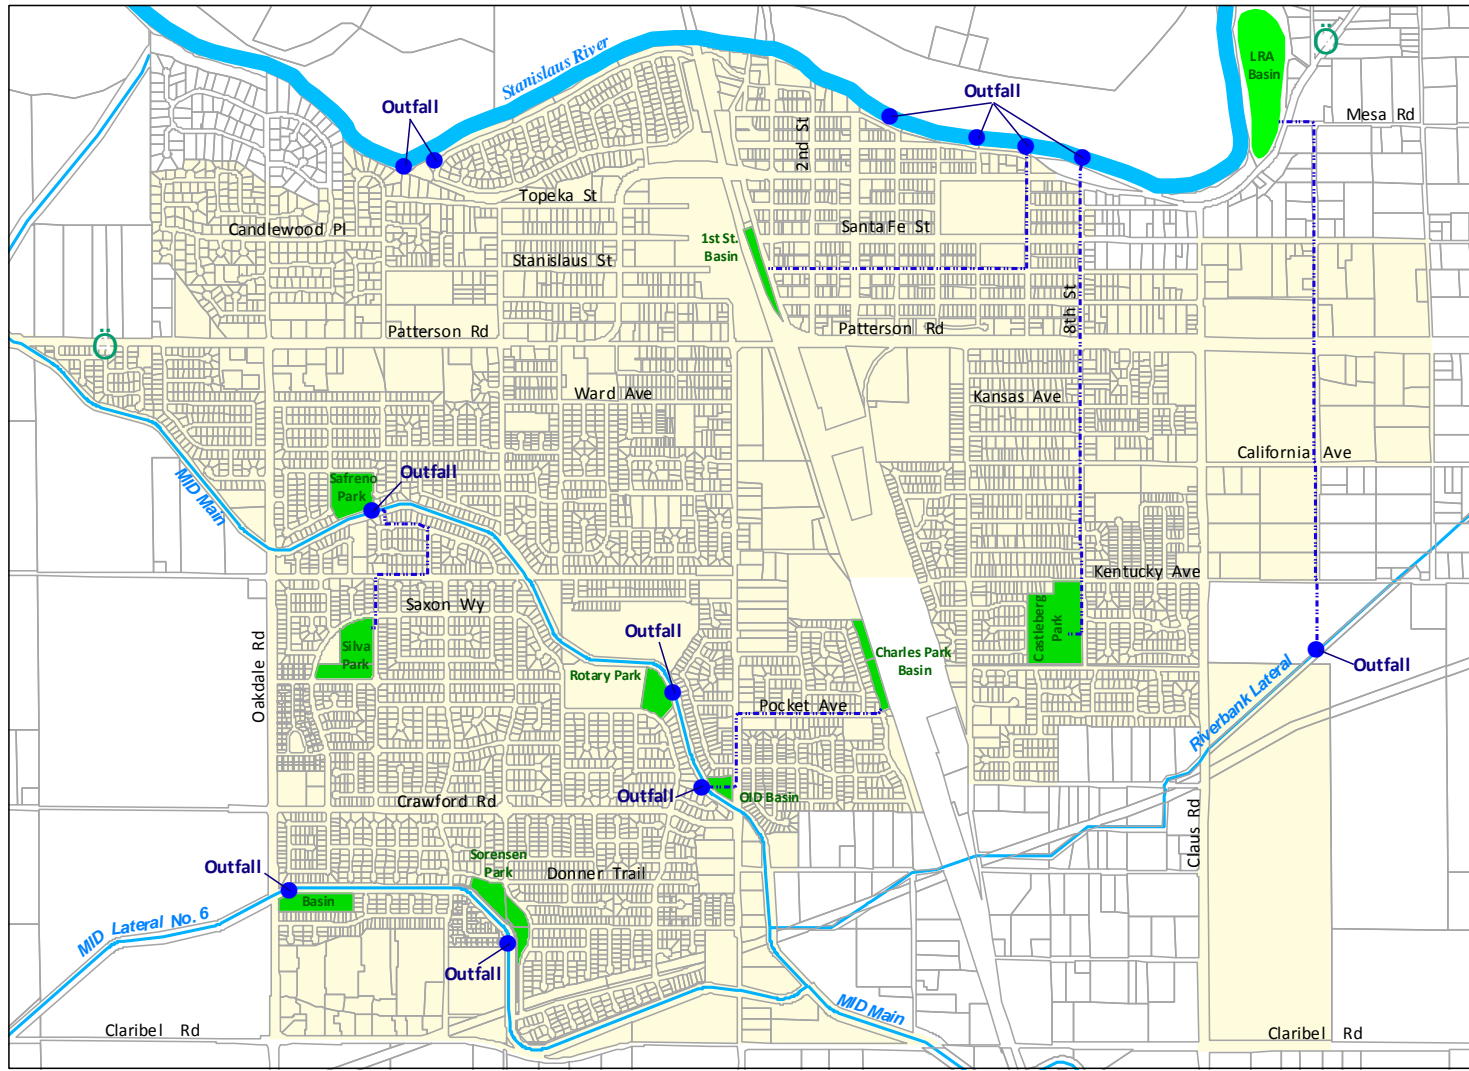 Stanislaus River
Ö
LRA
Basin
Outfall
Outfall
Mesa Rd
2nd St
Topeka St
Candlewood Pl
Santa Fe St
1st St.
Basin
Stanislaus St
8th St
Patterson Rd
Patterson Rd
Ö
Ward Ave
Kansas Ave
California Ave
MID Main
Safreno
Park
Outfall
Kentucky Ave
Saxon Wy
Castleberg
Park
Oakdale Rd
Silva
Park
Outfall
Rotary Park
Charles Park
Basin
Outfall
Pocket Ave
Riverbank Lateral
Outfall
OID Basin
Crawford Rd
Claus Rd
Sorensen
Park
Donner Trail
Outfall
Basin
MID Lateral No. 6
Outfall
MID Main
Claribel Rd
Claribel Rd